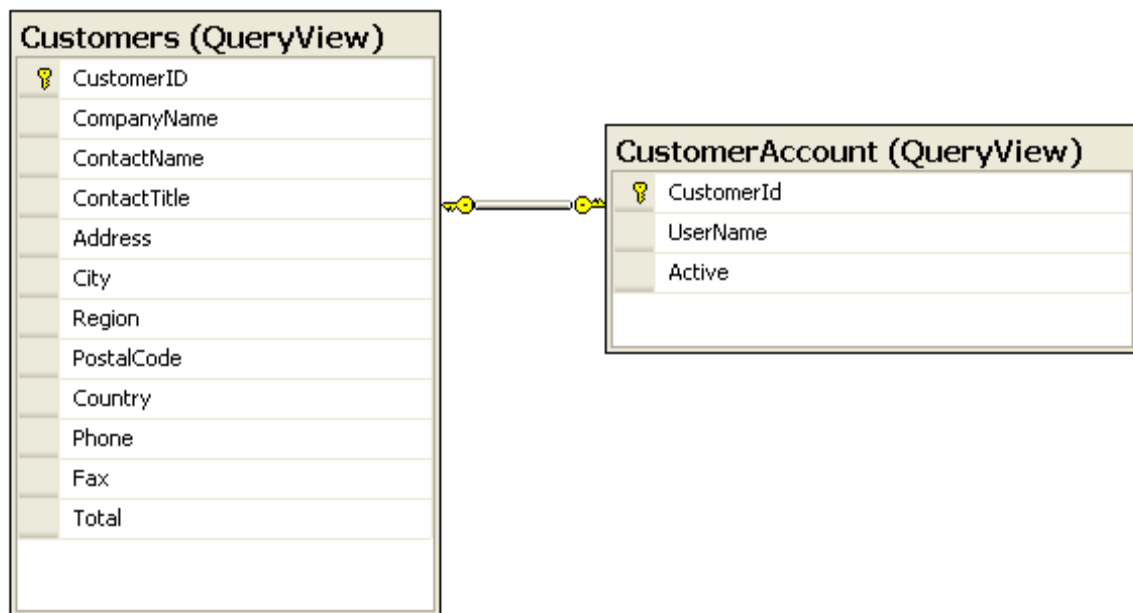 Customers (QueryView)
CustomerID
CompanyName
ContactName
ContactTitle
Address
City
Region
PostalCode
Country
Phone
Fax
Total
CustomerAccount (QueryView)
CustomerId
UserName
Active